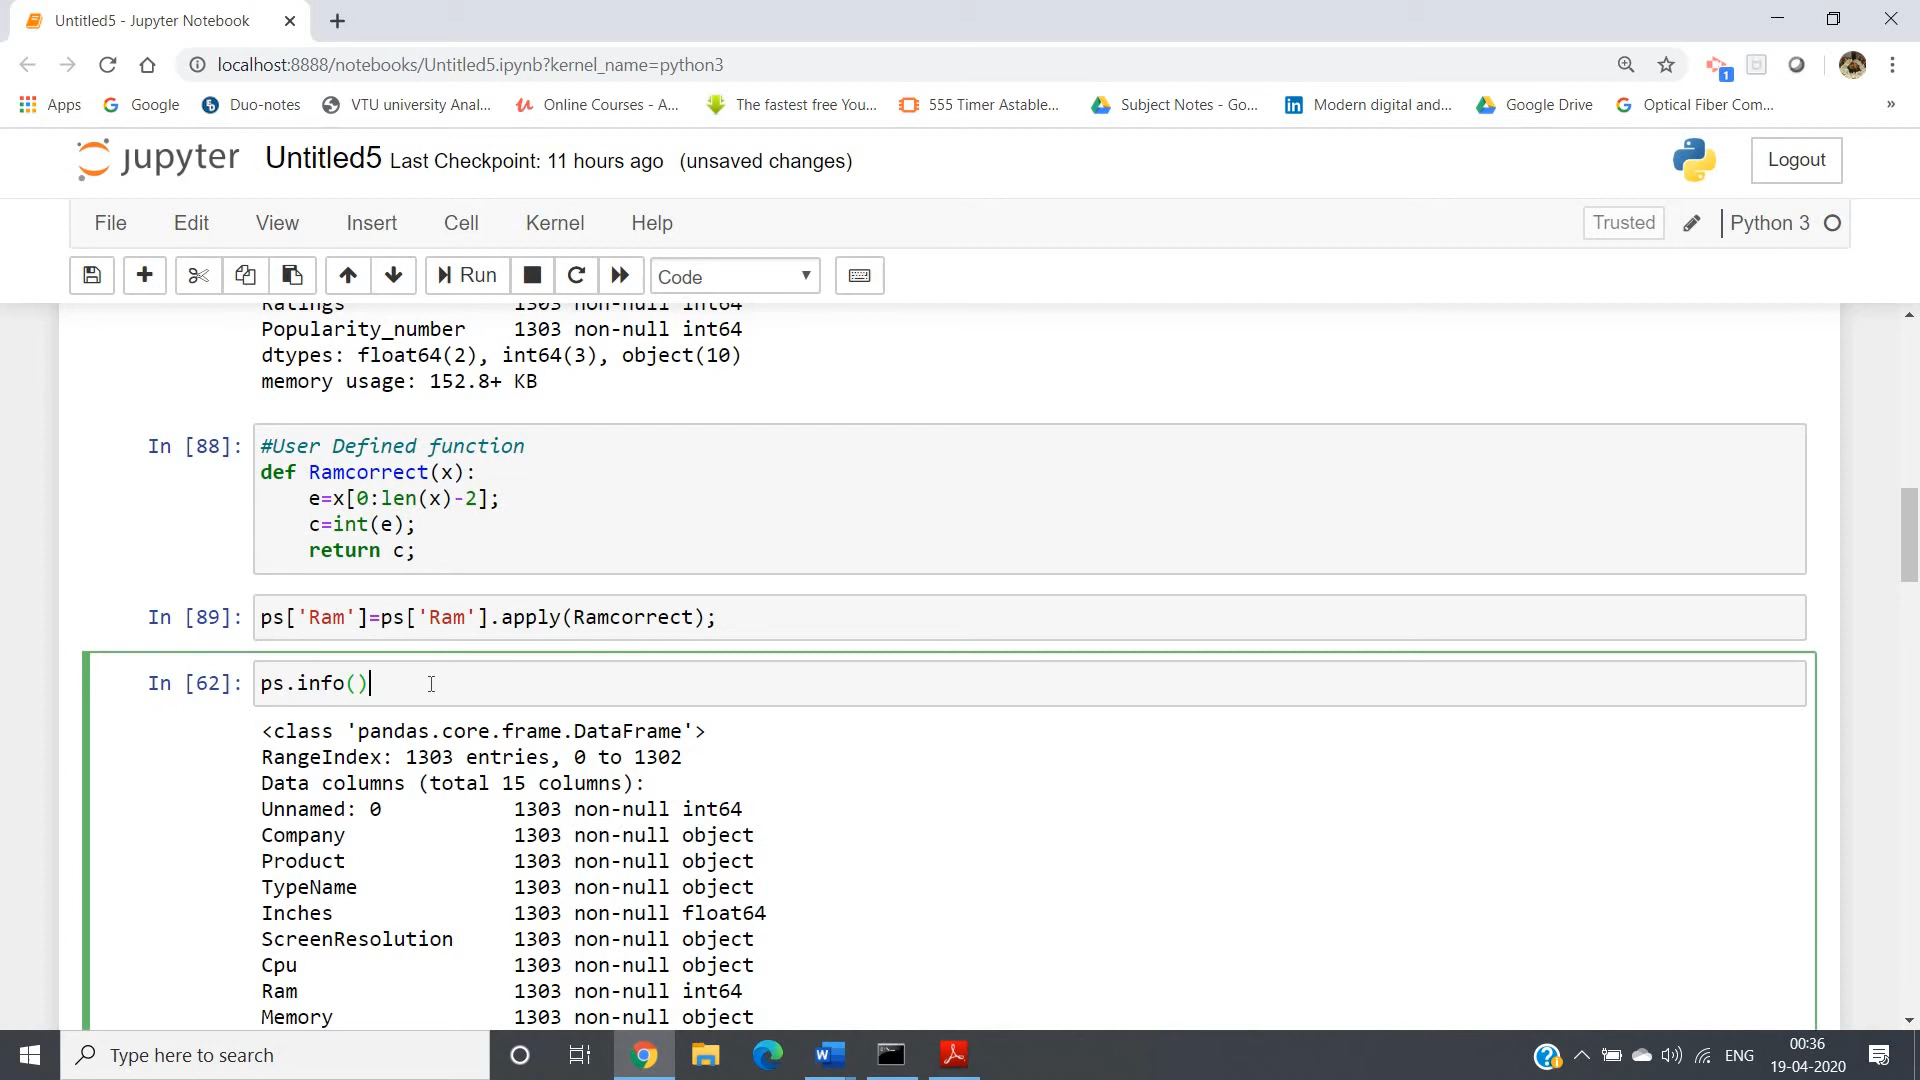 Untitled5 - Jupyter Notebook
localhost:8888/notebooks/Untitled5.ipynb?kernel_name=python3
1
Apps Google Duo-notes VTU university Anal... Online Courses - A... The fastest free You... 555 Timer Astable... Subject Notes - Go... Modern digital and... Google Drive Optical Fiber Com... »
jupyter Untitled5 Last Checkpoint: 11 hours ago (unsaved changes) Logout
File Edit View Insert Cell Kernel Help Trusted Python 3
Run Code
Ratings 1303 non-null int64
Popularity_number 1303 non-null int64
dtypes: float64(2), int64(3), object(10)
memory usage: 152.8+ KB
In [88]: #User Defined function
def Ramcorrect(x):
e=x[0:len(x)-2];
c=int(e);
return c;
In [89]: ps['Ram']=ps['Ram'].apply(Ramcorrect);
In [62]: ps.info()
<class 'pandas.core.frame.DataFrame'>
RangeIndex: 1303 entries, 0 to 1302
Data columns (total 15 columns):
Unnamed: 0 1303 non-null int64
Company 1303 non-null object
Product 1303 non-null object
TypeName 1303 non-null object
Inches 1303 non-null float64
ScreenResolution 1303 non-null object
Cpu 1303 non-null object
Ram 1303 non-null int64
Memory 1303 non-null object
Type here to search ENG 00:36
19-04-2020